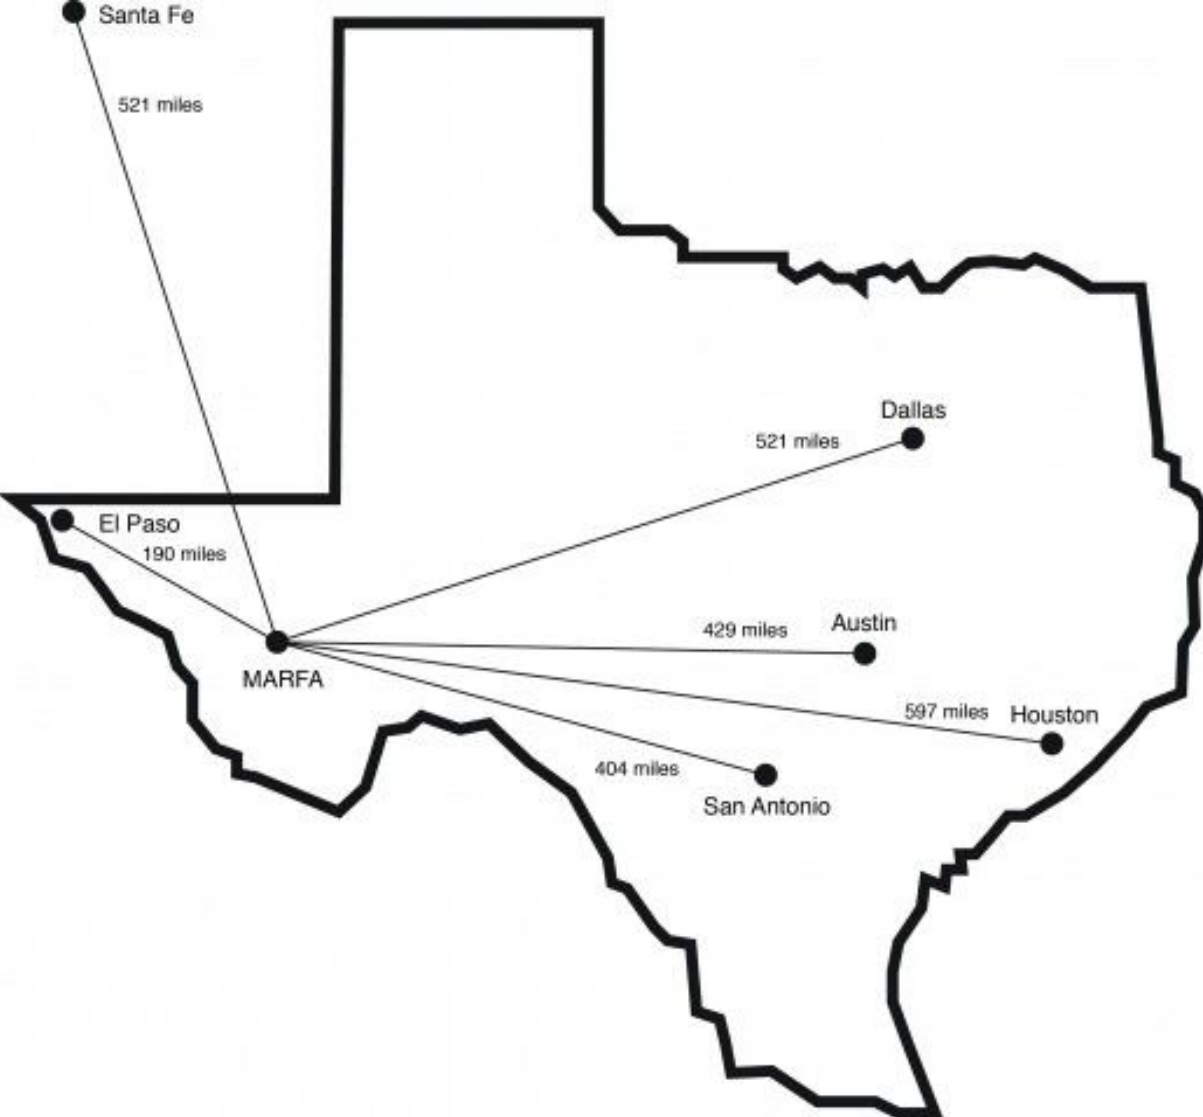 Santa Fe
521 miles
Dallas
521 miles
El Paso
190 miles
Austin
429 miles
MARFA
597 miles
Houston
404 miles
San Antonio